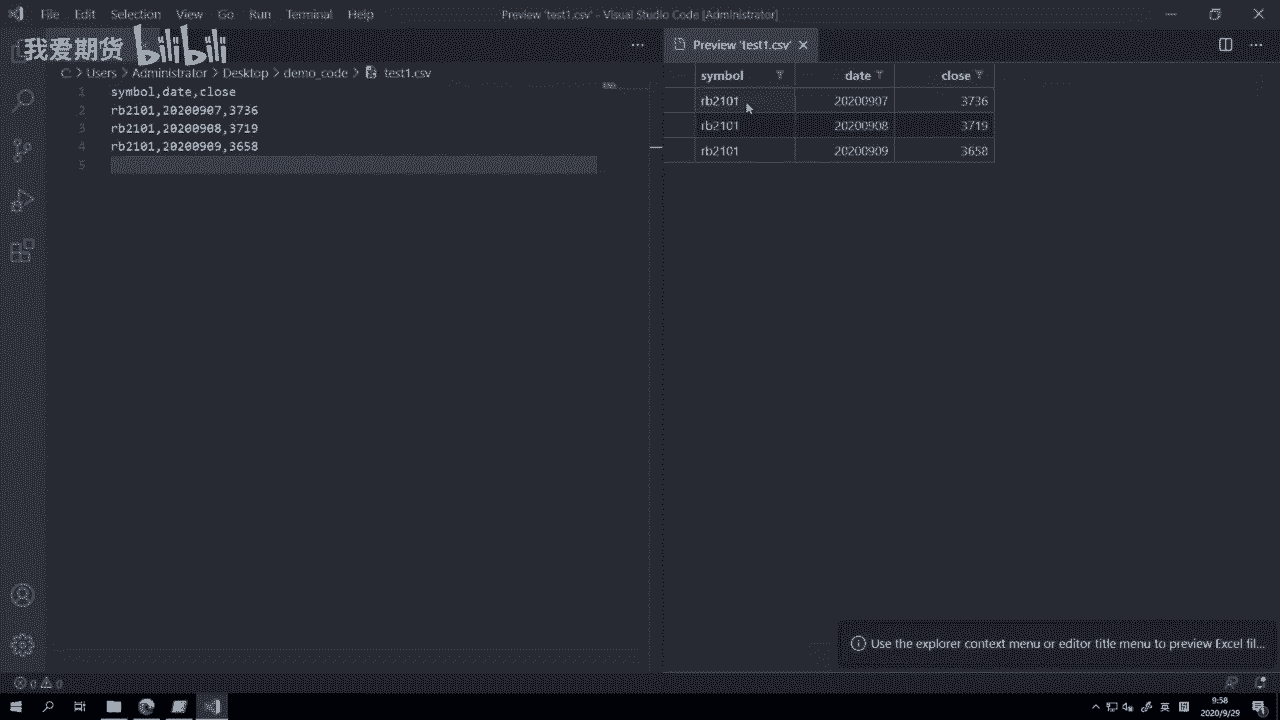 File Edit Selection View Go Run Terminal Help
Preview 'test1.csv' - Visual Studio Code [Administrator]
我爱期货 bilibili
Preview 'test1.csv'
C: > Users > Administrator > Desktop > demo_code > test1.csv
1 symbol,date,close
2 rb2101,20200907,3736
3 rb2101,20200908,3719
4 rb2101,20200909,3658
5
symbol date close
rb2101 20200907 3736
rb2101 20200908 3719
rb2101 20200909 3658
Use the explorer context menu or editor title menu to preview Excel fil...
0 0
英
9:58
2020/9/29